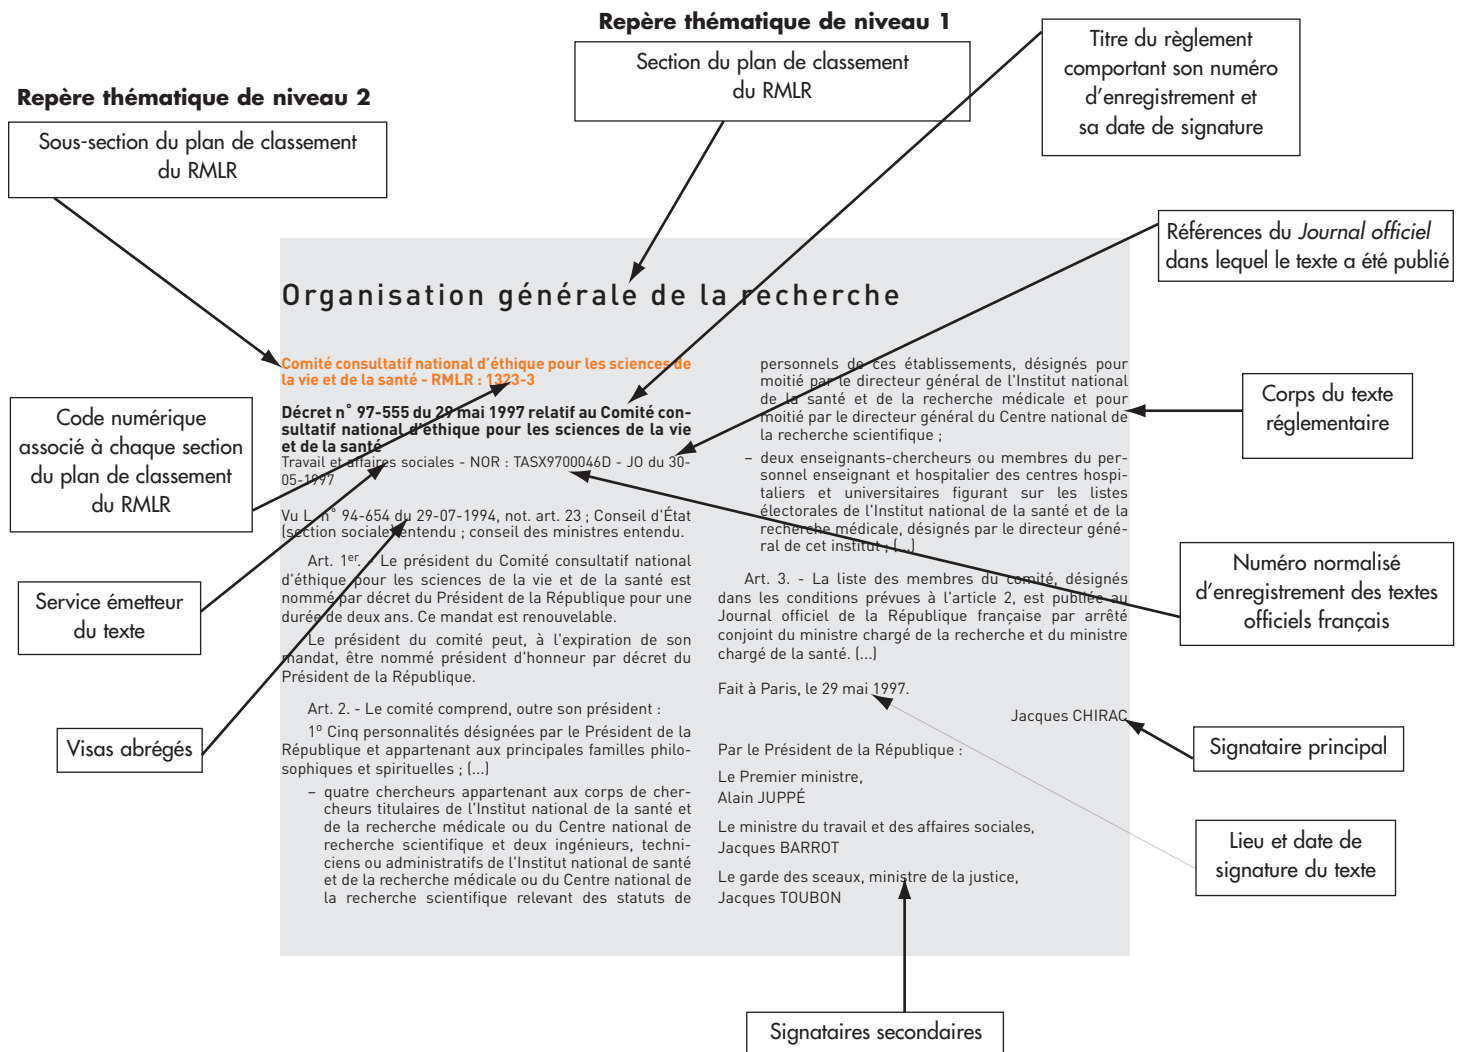 Repère thématique de niveau 1
Section du plan de classement
du RMLR
Titre du règlement
comportant son numéro
d'enregistrement et
sa date de signature
Repère thématique de niveau 2
Sous-section du plan de classement
du RMLR
Références du Journal officiel
dans lequel le texte a été publié
Organisation générale de la recherche
Comité consultatif national d'éthique pour les sciences de
la vie et de la santé - RMLR : 1323-3
Décret n° 97-555 du 29 mai 1997 relatif au Comité con-
sultatif national d'éthique pour les sciences de la vie
et de la santé
Travail et affaires sociales - NOR : TASX9700046D - JO du 30-
05-1997
Vu L. n° 94-654 du 29-07-1994, not. art. 23 ; Conseil d'État
(section sociale) entendu ; conseil des ministres entendu.
Art. 1er. - Le président du Comité consultatif national
d'éthique pour les sciences de la vie et de la santé est
nommé par décret du Président de la République pour une
durée de deux ans. Ce mandat est renouvelable.
Le président du comité peut, à l'expiration de son
mandat, être nommé président d'honneur par décret du
Président de la République.
Art. 2. - Le comité comprend, outre son président :
1° Cinq personnalités désignées par le Président de la
République et appartenant aux principales familles philo-
sophiques et spirituelles ; (...)
– quatre chercheurs appartenant aux corps de cher-
cheurs titulaires de l'Institut national de la santé et
de la recherche médicale ou du Centre national de
recherche scientifique et deux ingénieurs, techni-
ciens ou administratifs de l'Institut national de santé
et de la recherche médicale ou du Centre national de
la recherche scientifique relevant des statuts de
personnels de ces établissements, désignés pour
moitié par le directeur général de l'Institut national
de la santé et de la recherche médicale et pour
moitié par le directeur général du Centre national de
la recherche scientifique ;
– deux enseignants-chercheurs ou membres du per-
sonnel enseignant et hospitalier des centres hospi-
taliers et universitaires figurant sur les listes
électorales de l'Institut national de la santé et de la
recherche médicale, désignés par le directeur géné-
ral de cet institut ; (...)
Art. 3. - La liste des membres du comité, désignés
dans les conditions prévues à l'article 2, est publiée au
Journal officiel de la République française par arrêté
conjoint du ministre chargé de la recherche et du ministre
chargé de la santé. (...)
Fait à Paris, le 29 mai 1997.
Jacques CHIRAC
Par le Président de la République :
Le Premier ministre,
Alain JUPPÉ
Le ministre du travail et des affaires sociales,
Jacques BARROT
Le garde des sceaux, ministre de la justice,
Jacques TOUBON
Code numérique
associé à chaque section
du plan de classement
du RMLR
Service émetteur
du texte
Visas abrégés
Corps du texte
réglementaire
Numéro normalisé
d'enregistrement des textes
officiels français
Signataire principal
Lieu et date de
signature du texte
Signataires secondaires